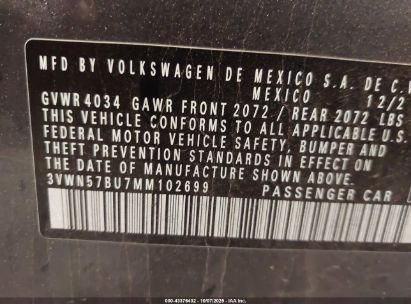 MFD BY VOLKSWAGEN DE MEXICO S.A. DE C.V
MEXICO 12/2
GVWR 4034 GAWR FRONT 2072 / REAR 2072 LBS
THIS VEHICLE CONFORMS TO ALL APPLICABLE U
FEDERAL MOTOR VEHICLE SAFETY, BUMPER AND
THEFT PREVENTION STANDARDS IN EFFECT ON
THE DATE OF MANUFACTURE SHOWN ABOVE.
3VWN57BU7MM102699 PASSENGER CAR